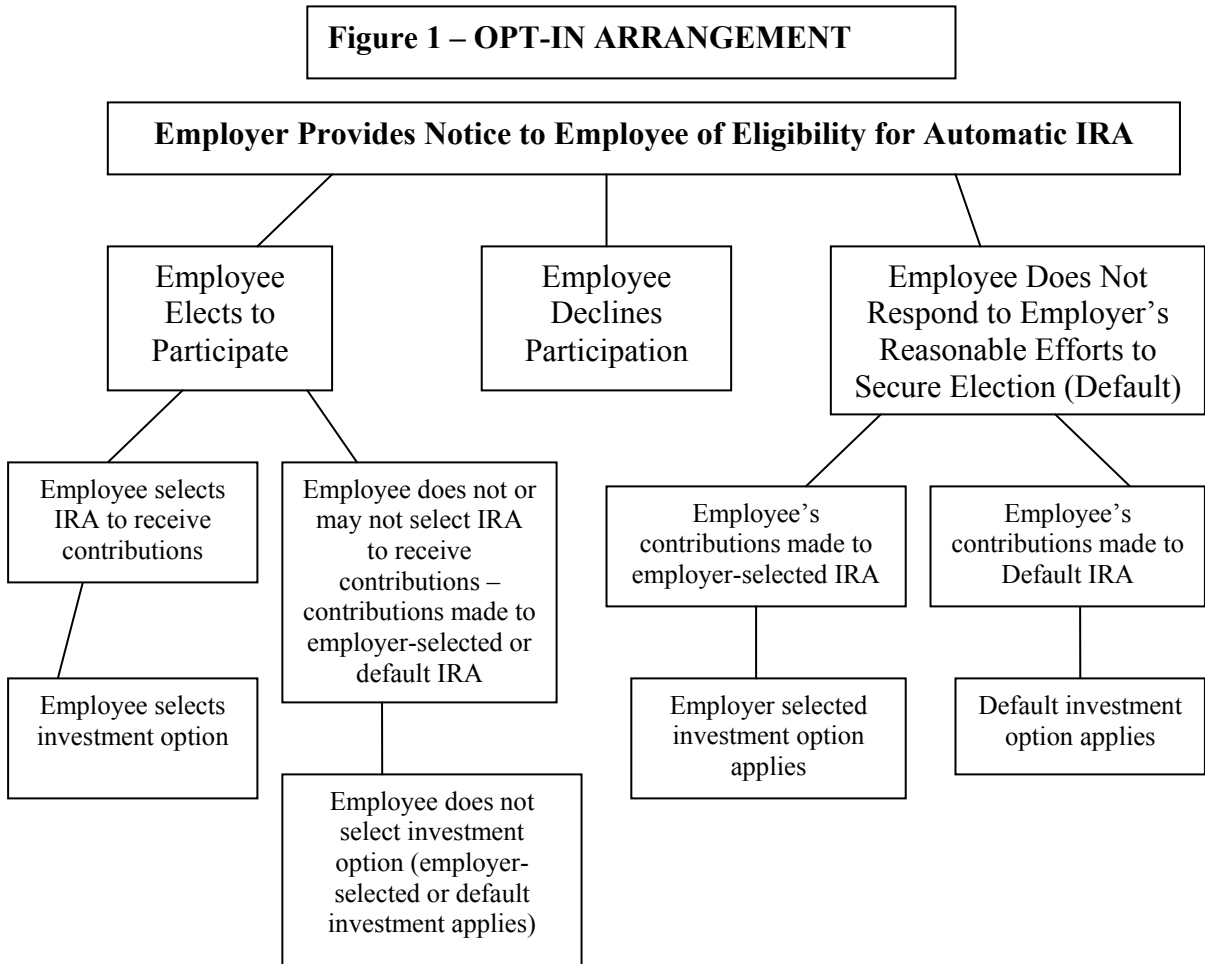 Figure 1 – OPT-IN ARRANGEMENT
Employer Provides Notice to Employee of Eligibility for Automatic IRA
Employee
Elects to
Participate
Employee
Declines
Participation
Employee Does Not
Respond to Employer’s
Reasonable Efforts to
Secure Election (Default)
Employee selects
IRA to receive
contributions
Employee does not or
may not select IRA
to receive
contributions –
contributions made to
employer-selected or
default IRA
Employee’s
contributions made to
employer-selected IRA
Employee’s
contributions made to
Default IRA
Employee selects
investment option
Employer selected
investment option
applies
Default investment
option applies
Employee does not
select investment
option (employer-
selected or default
investment applies)